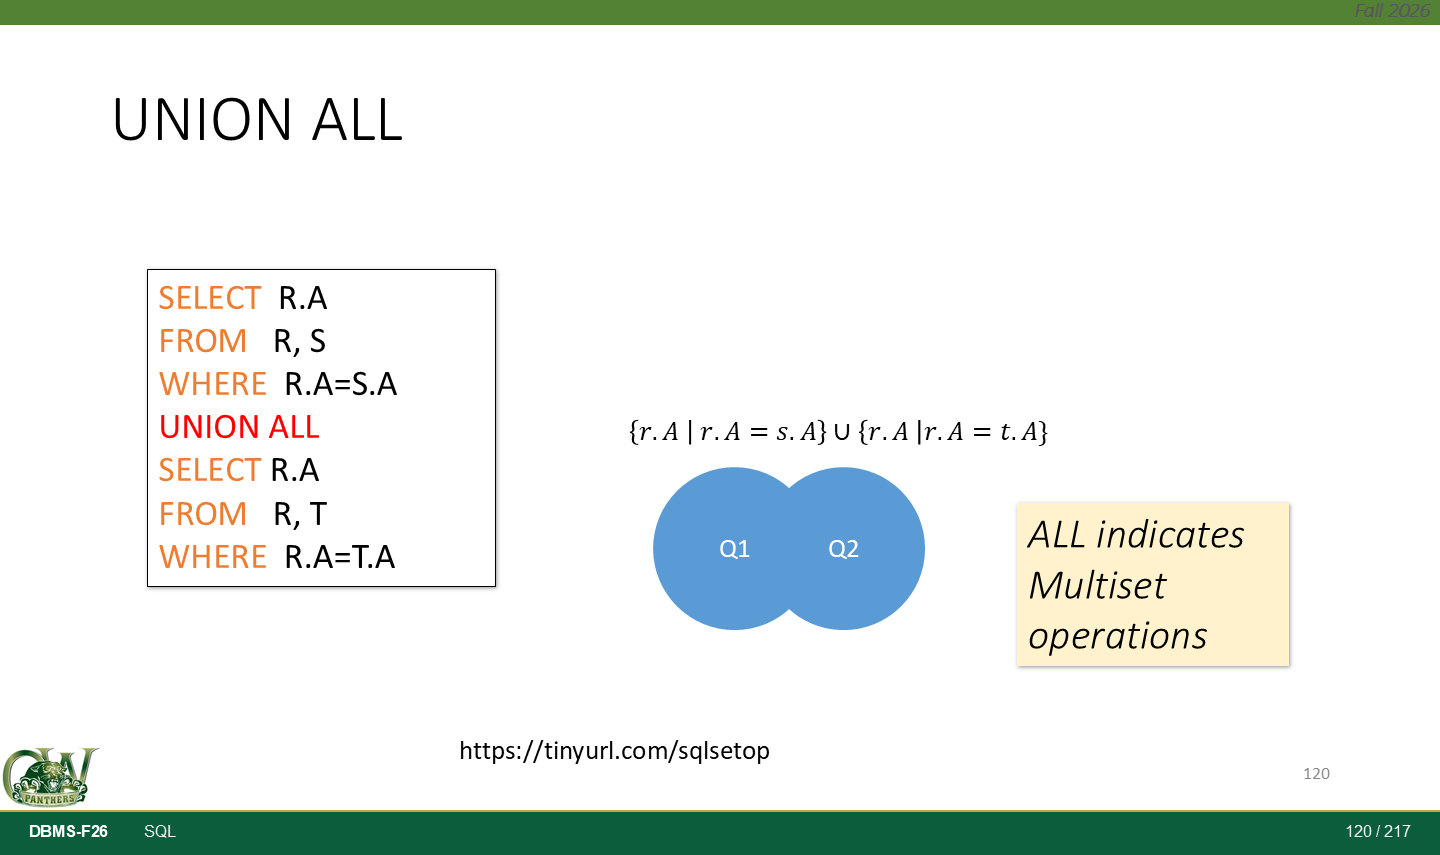 Fall 2026
UNION ALL
SELECT R.A
FROM R, S
WHERE R.A=S.A
UNION ALL
SELECT R.A
FROM R, T
WHERE R.A=T.A
{r.A | r.A = s.A} ∪ {r.A |r.A = t.A}
Q1 Q2
ALL indicates
Multiset
operations
https://tinyurl.com/sqlsetop
120
OW
PANTHERS
DBMS-F26 SQL 120 / 217